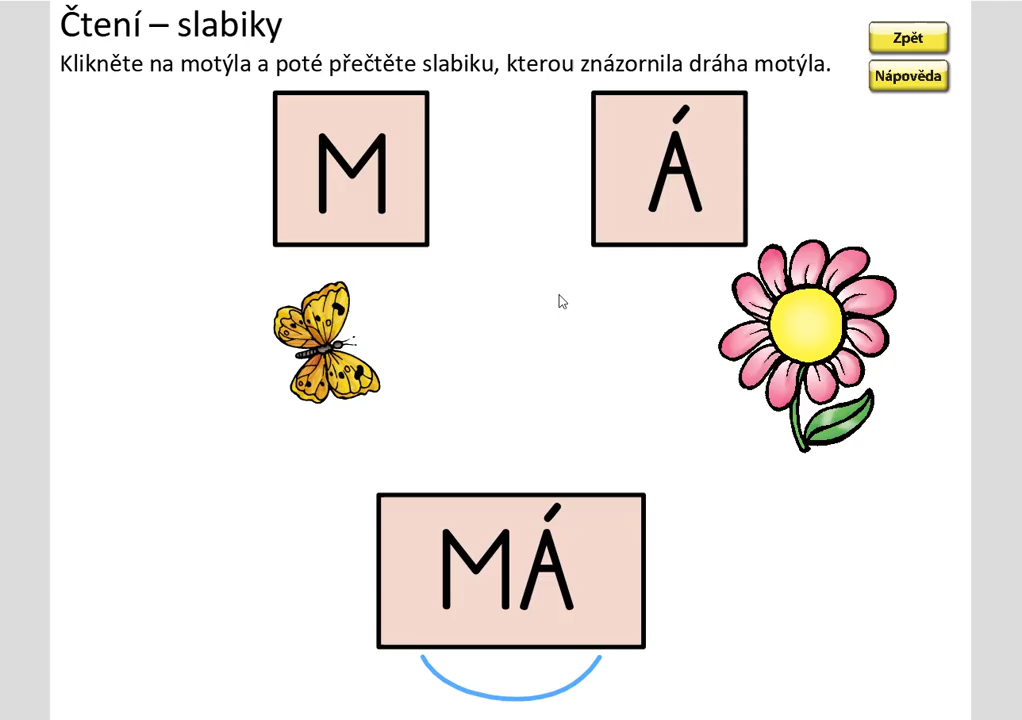 Čtení – slabiky
Zpět
Klikněte na motýla a poté přečtěte slabiku, kterou znázornila dráha motýla.
Nápověda
M
Á
MÁ